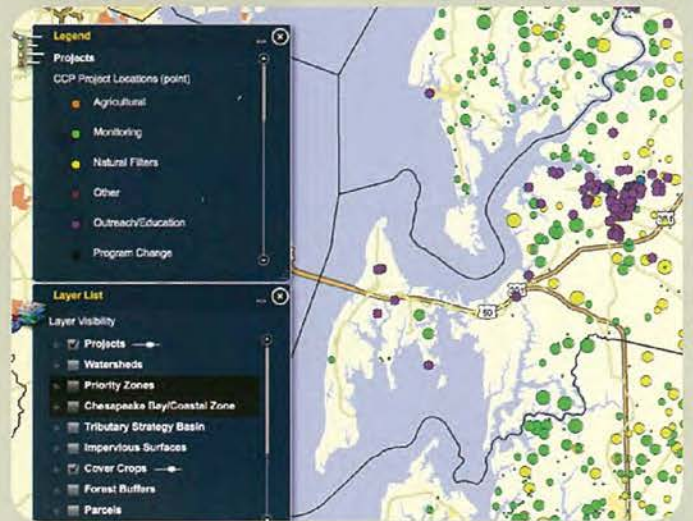 Legend
Projects
CCP Project Locations (point)
Agricultural
Monitoring
Natural Filters
Other
Outreach/Education
Program Change
Layer List
Layer Visibility
Projects
Watersheds
Priority Zones
Chesapeake Bay/Coastal Zone
Tributary Strategy Basin
Impervious Surfaces
Cover Crops
Forest Buffers
Parcels
50
301